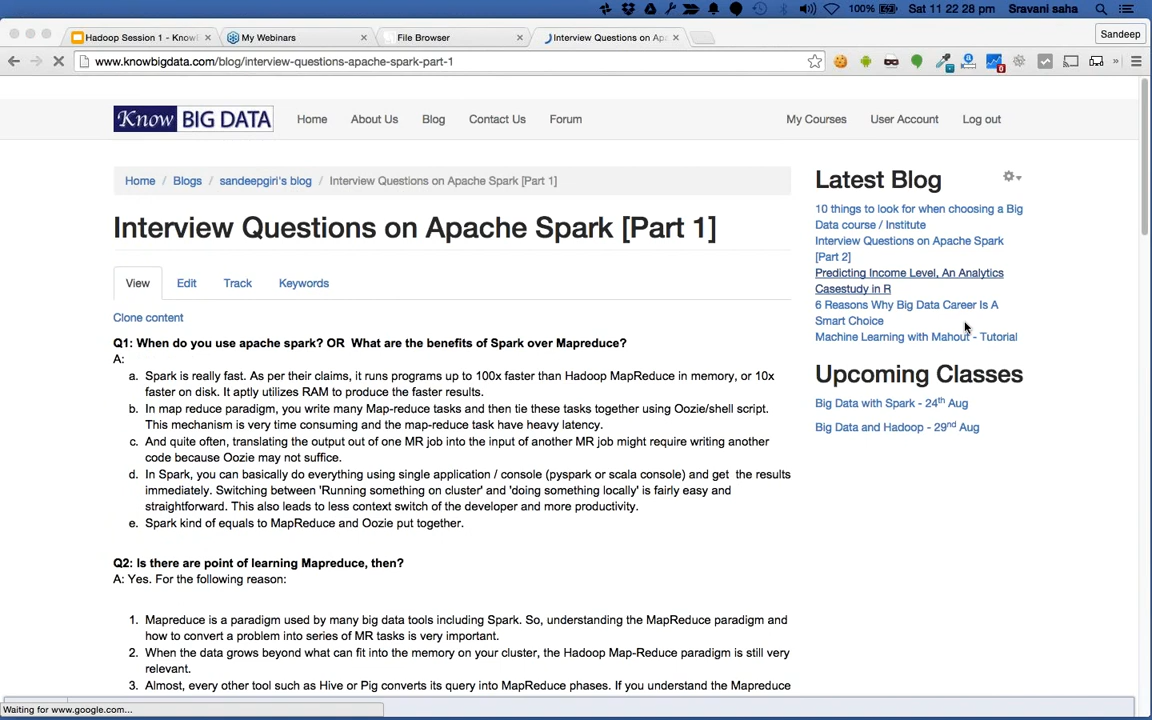 100% Sat 11 22 28 pm Sravani saha
Hadoop Session 1 - Know My Webinars File Browser Interview Questions on Ap Sandeep
www.knowbigdata.com/blog/interview-questions-apache-spark-part-1
Know BIG DATA Home About Us Blog Contact Us Forum My Courses User Account Log out
Home / Blogs / sandeepgiri's blog / Interview Questions on Apache Spark [Part 1]
Interview Questions on Apache Spark [Part 1]
View Edit Track Keywords
Clone content
Q1: When do you use apache spark? OR What are the benefits of Spark over Mapreduce?
A:
a. Spark is really fast. As per their claims, it runs programs up to 100x faster than Hadoop MapReduce in memory, or 10x
faster on disk. It aptly utilizes RAM to produce the faster results.
b. In map reduce paradigm, you write many Map-reduce tasks and then tie these tasks together using Oozie/shell script.
This mechanism is very time consuming and the map-reduce task have heavy latency.
c. And quite often, translating the output out of one MR job into the input of another MR job might require writing another
code because Oozie may not suffice.
d. In Spark, you can basically do everything using single application / console (pyspark or scala console) and get the results
immediately. Switching between 'Running something on cluster' and 'doing something locally' is fairly easy and
straightforward. This also leads to less context switch of the developer and more productivity.
e. Spark kind of equals to MapReduce and Oozie put together.
Q2: Is there are point of learning Mapreduce, then?
A: Yes. For the following reason:
1. Mapreduce is a paradigm used by many big data tools including Spark. So, understanding the MapReduce paradigm and
how to convert a problem into series of MR tasks is very important.
2. When the data grows beyond what can fit into the memory on your cluster, the Hadoop Map-Reduce paradigm is still very
relevant.
3. Almost, every other tool such as Hive or Pig converts its query into MapReduce phases. If you understand the Mapreduce
Latest Blog
10 things to look for when choosing a Big
Data course / Institute
Interview Questions on Apache Spark
[Part 2]
Predicting Income Level, An Analytics
Casestudy in R
6 Reasons Why Big Data Career Is A
Smart Choice
Machine Learning with Mahout - Tutorial
Upcoming Classes
Big Data with Spark - 24th Aug
Big Data and Hadoop - 29nd Aug
Waiting for www.google.com...